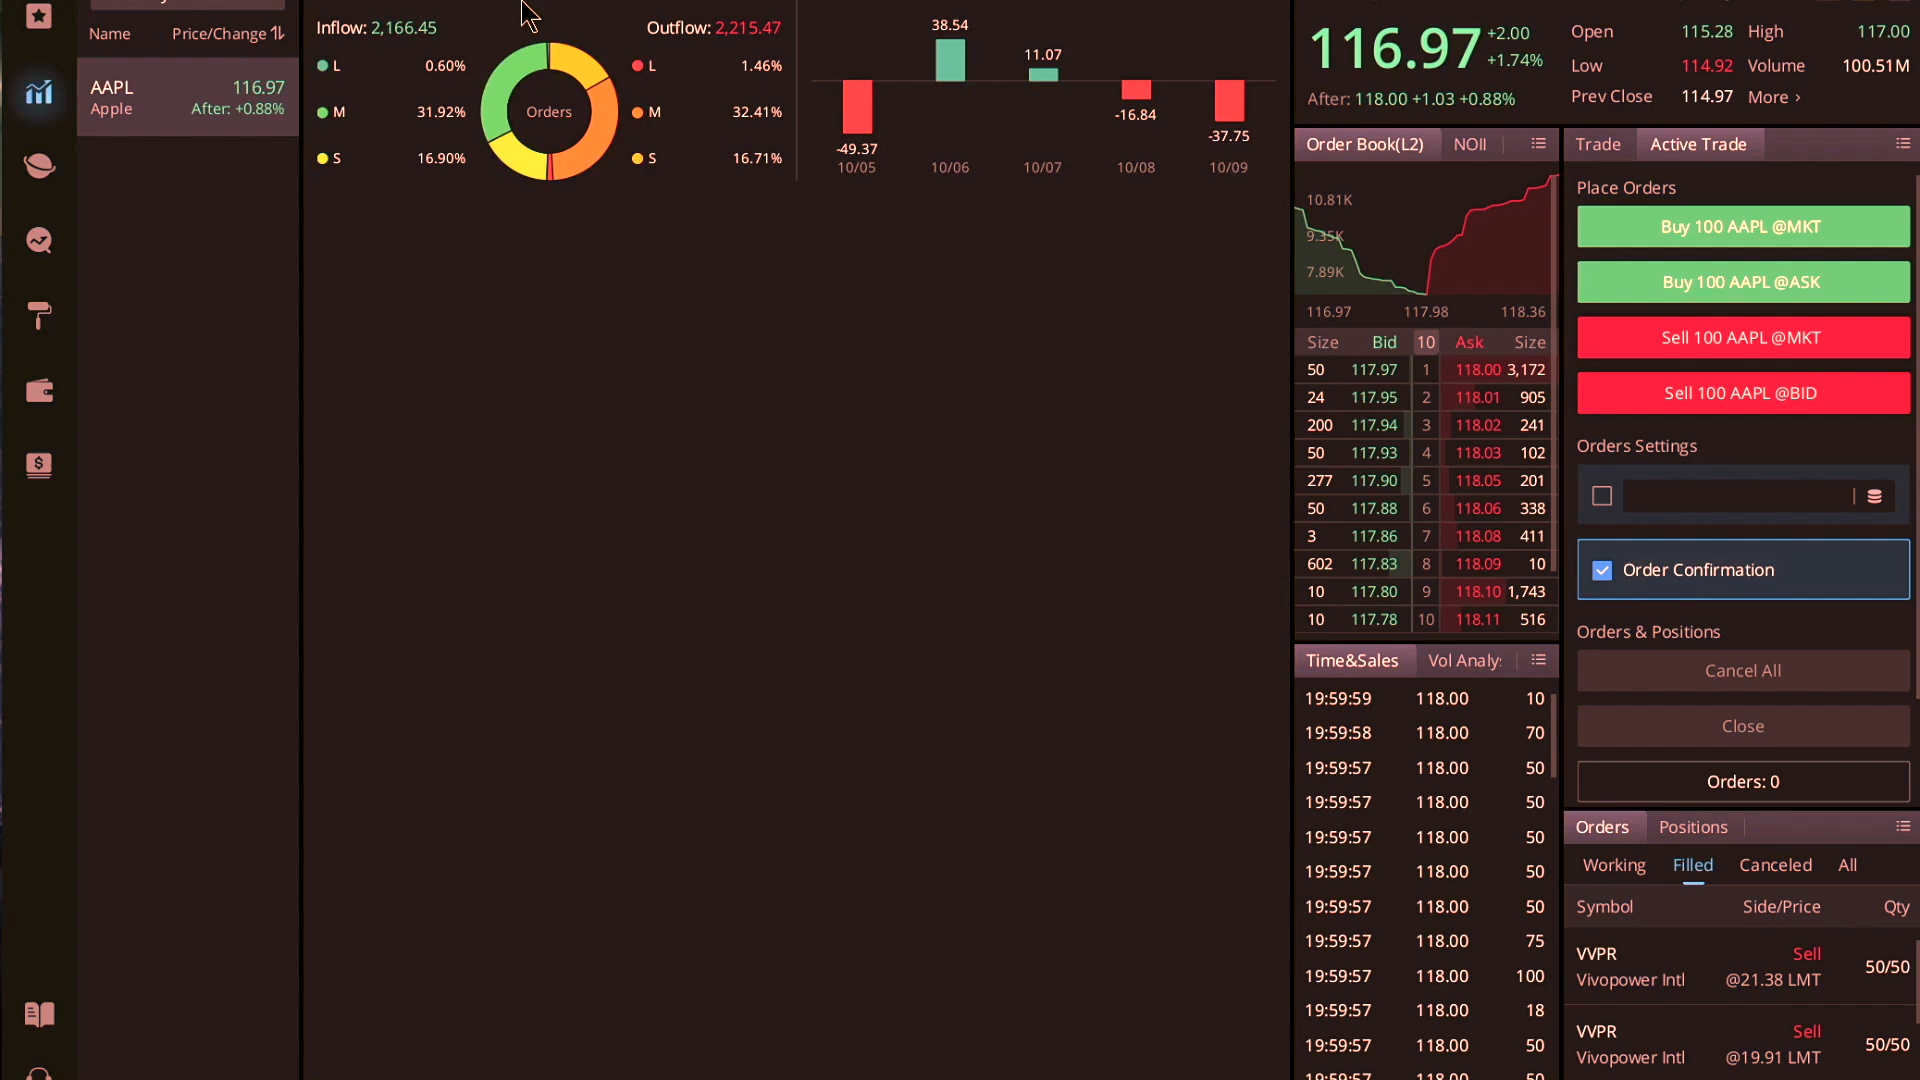 Name Price/Change
AAPL 116.97
Apple After: +0.88%
Inflow: 2,166.45 Outflow: 2,215.47
L 0.60% L 1.46%
M 31.92% Orders M 32.41%
S 16.90% S 16.71%
38.54
11.07
-16.84
-37.75
-49.37
10/05 10/06 10/07 10/08 10/09
116.97 +2.00
+1.74%
After: 118.00 +1.03 +0.88%
Open 115.28 High 117.00
Low 114.92 Volume 100.51M
Prev Close 114.97 More ›
Order Book(L2) NOII
10.81K
9.35K
7.89K
116.97 117.98 118.36
Size Bid 10 Ask Size
50 117.97 1 118.00 3,172
24 117.95 2 118.01 905
200 117.94 3 118.02 241
50 117.93 4 118.03 102
277 117.90 5 118.05 201
50 117.88 6 118.06 338
3 117.86 7 118.08 411
602 117.83 8 118.09 10
10 117.80 9 118.10 1,743
10 117.78 10 118.11 516
Time&Sales Vol Analy
19:59:59 118.00 10
19:59:58 118.00 70
19:59:57 118.00 50
19:59:57 118.00 50
19:59:57 118.00 50
19:59:57 118.00 50
19:59:57 118.00 50
19:59:57 118.00 75
19:59:57 118.00 100
19:59:57 118.00 18
19:59:57 118.00 50
19:59:57 118.00 50
Trade Active Trade
Place Orders
Buy 100 AAPL @MKT
Buy 100 AAPL @ASK
Sell 100 AAPL @MKT
Sell 100 AAPL @BID
Orders Settings
Order Confirmation
Orders & Positions
Cancel All
Close
Orders: 0
Orders Positions
Working Filled Canceled All
Symbol Side/Price Qty
VVPR Sell 50/50
Vivopower Intl @21.38 LMT
VVPR Sell 50/50
Vivopower Intl @19.91 LMT